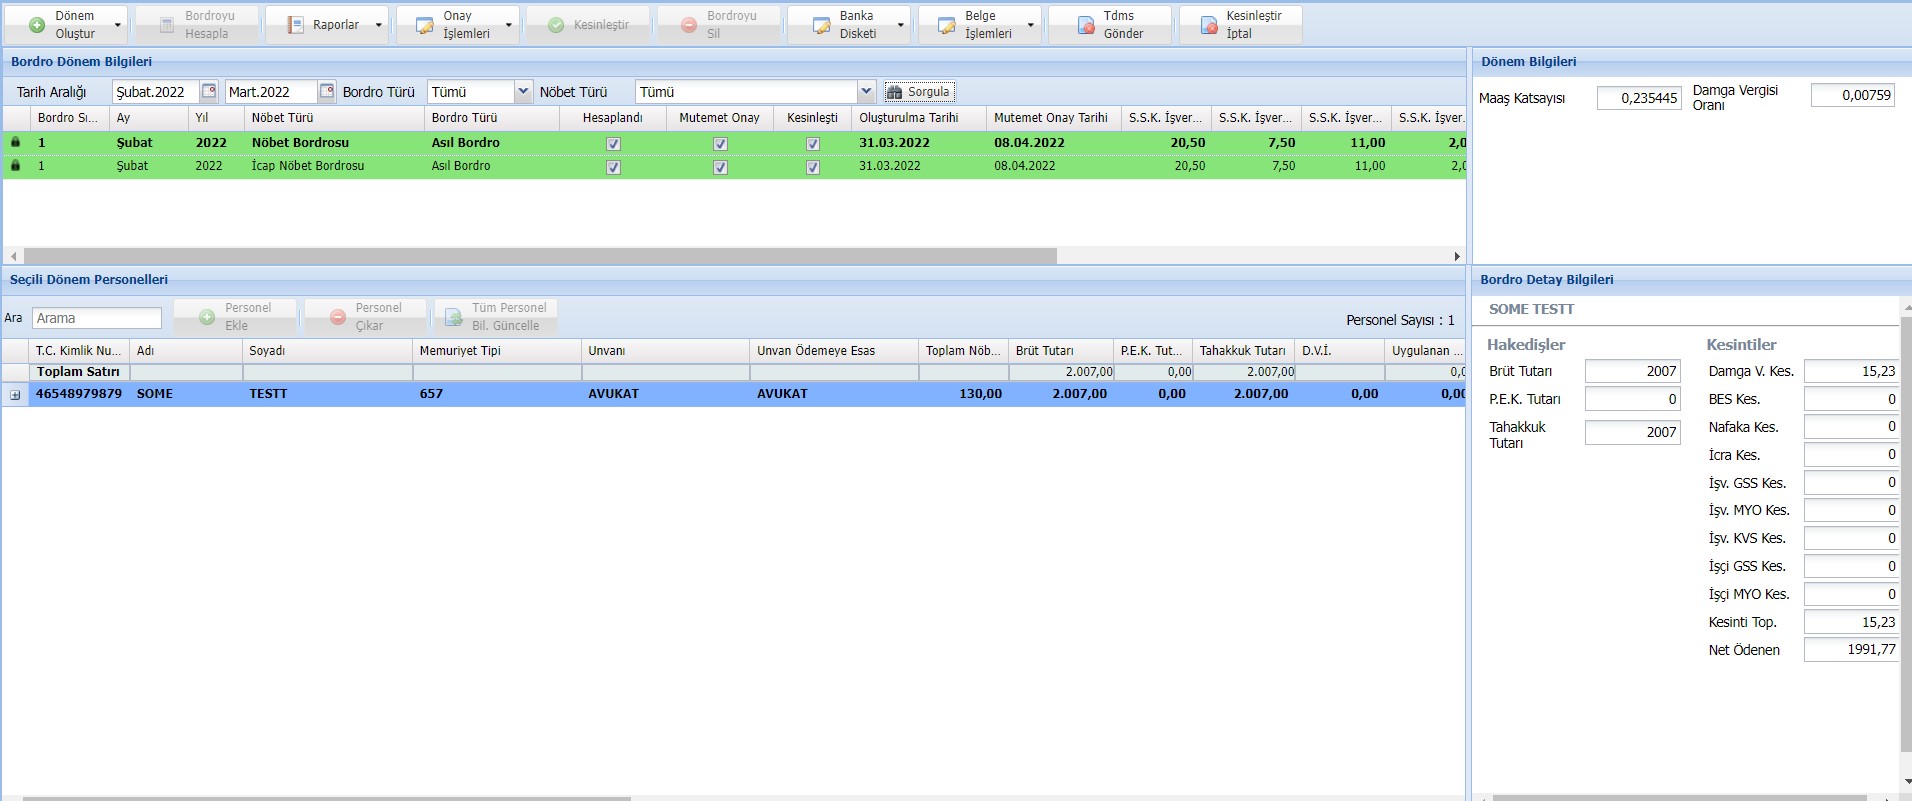 Dönem Oluştur
Bordroyu Hesapla
Raporlar
Onay İşlemleri
Kesinleştir
Bordroyu Sil
Banka Disketi
Belge İşlemleri
Tdms Gönder
Kesinleştir İptal
Bordro Dönem Bilgileri
Tarih Aralığı Şubat.2022 Mart.2022 Bordro Türü Tümü Nöbet Türü Tümü Sorgula
Bordro Sı... Ay Yıl Nöbet Türü Bordro Türü Hesaplandı Mutemet Onay Kesinleşti Oluşturulma Tarihi Mutemet Onay Tarihi S.S.K. İşver... S.S.K. İşver... S.S.K. İşver... S.S.K. İşver.
1 Şubat 2022 Nöbet Bordrosu Asıl Bordro 31.03.2022 08.04.2022 20,50 7,50 11,00 2,0
1 Şubat 2022 İcap Nöbet Bordrosu Asıl Bordro 31.03.2022 08.04.2022 20,50 7,50 11,00 2,0
Dönem Bilgileri
Maaş Katsayısı 0,235445
Damga Vergisi Oranı 0,00759
Seçili Dönem Personelleri
Ara Arama
Personel Ekle
Personel Çıkar
Tüm Personel Bil. Güncelle
Personel Sayısı : 1
T.C. Kimlik Nu... Adı Soyadı Memuriyet Tipi Unvanı Unvan Ödemeye Esas Toplam Nöb... Brüt Tutarı P.E.K. Tut... Tahakkuk Tutarı D.V.İ. Uygulanan ...
Toplam Satırı 2.007,00 0,00 2.007,00 0,0
46548979879 SOME TESTT 657 AVUKAT AVUKAT 130,00 2.007,00 0,00 2.007,00 0,00 0,00
Bordro Detay Bilgileri
SOME TESTT
Hakedişler
Brüt Tutarı 2007
P.E.K. Tutarı 0
Tahakkuk Tutarı 2007
Kesintiler
Damga V. Kes. 15,23
BES Kes. 0
Nafaka Kes. 0
İcra Kes. 0
İşv. GSS Kes. 0
İşv. MYO Kes. 0
İşv. KVS Kes. 0
İşçi GSS Kes. 0
İşçi MYO Kes. 0
Kesinti Top. 15,23
Net Ödenen 1991,77